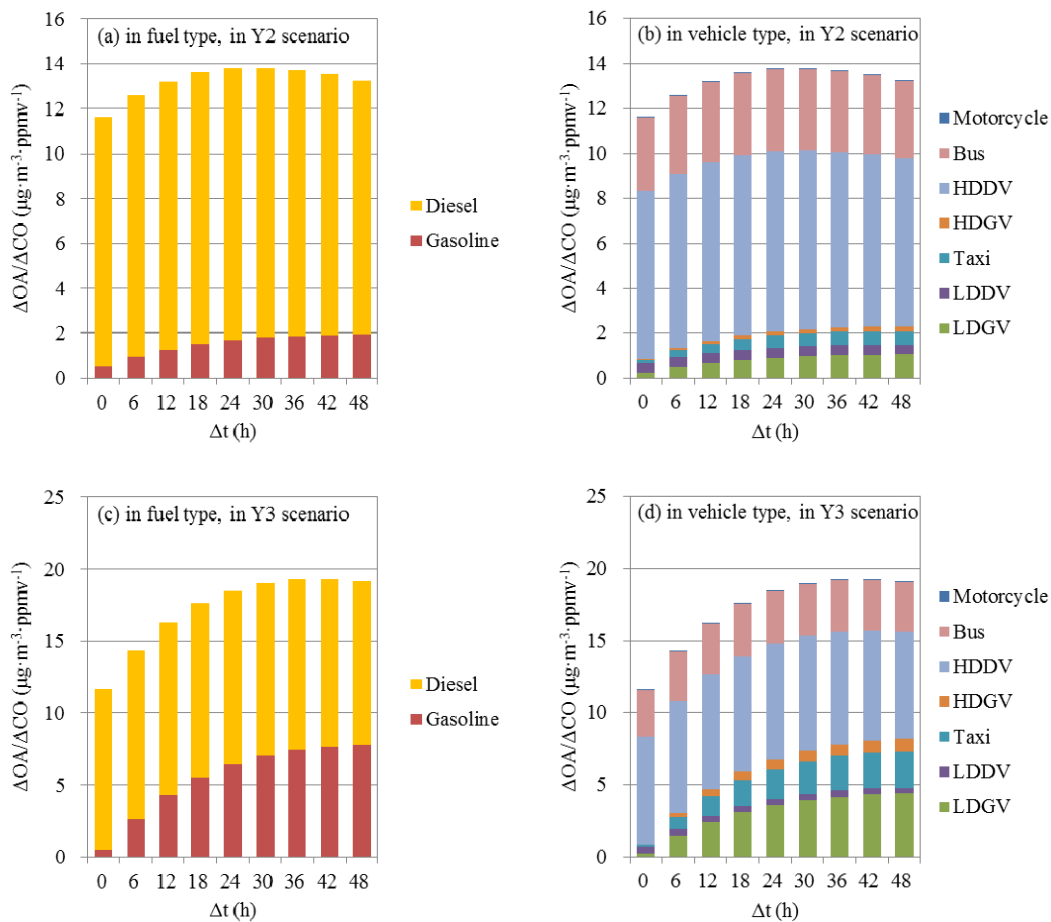 (a) in fuel type, in Y2 scenario
16
14
12
10
8
6
4
2
0
ΔOA/ΔCO (μg·m⁻³·ppmv⁻¹)
0 6 12 18 24 30 36 42 48
Δt (h)
Diesel
Gasoline
(b) in vehicle type, in Y2 scenario
16
14
12
10
8
6
4
2
0
ΔOA/ΔCO (μg·m⁻³·ppmv⁻¹)
0 6 12 18 24 30 36 42 48
Δt (h)
Motorcycle
Bus
HDDV
HDGV
Taxi
LDDV
LDGV
(c) in fuel type, in Y3 scenario
25
20
15
10
5
0
ΔOA/ΔCO (μg·m⁻³·ppmv⁻¹)
0 6 12 18 24 30 36 42 48
Δt (h)
Diesel
Gasoline
(d) in vehicle type, in Y3 scenario
25
20
15
10
5
0
ΔOA/ΔCO (μg·m⁻³·ppmv⁻¹)
0 6 12 18 24 30 36 42 48
Δt (h)
Motorcycle
Bus
HDDV
HDGV
Taxi
LDDV
LDGV